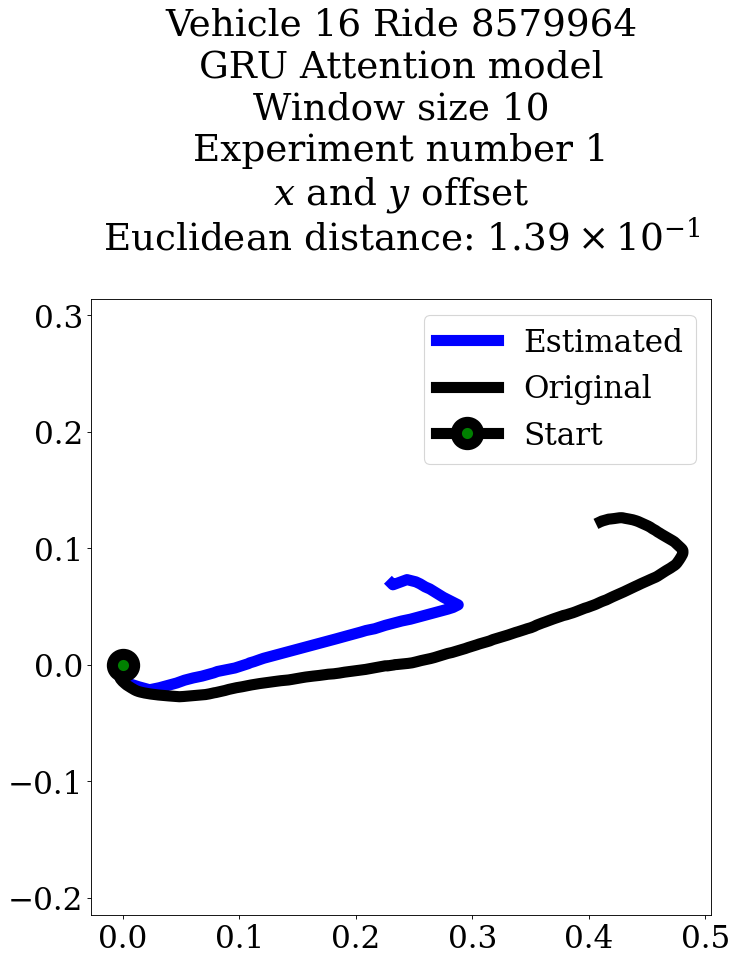 Vehicle 16 Ride 8579964
GRU Attention model
Window size 10
Experiment number 1
x and y offset
Euclidean distance: 1.39 × 10⁻¹
0.3
0.2
0.1
0.0
−0.1
−0.2
Estimated
Original
Start
0.0 0.1 0.2 0.3 0.4 0.5